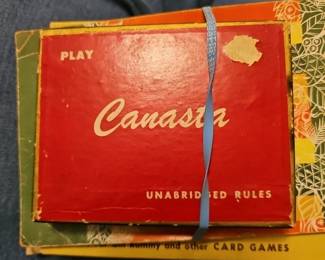 PLAY
Canasta
UNABRIDGED RULES
Rummy and other CARD GAMES